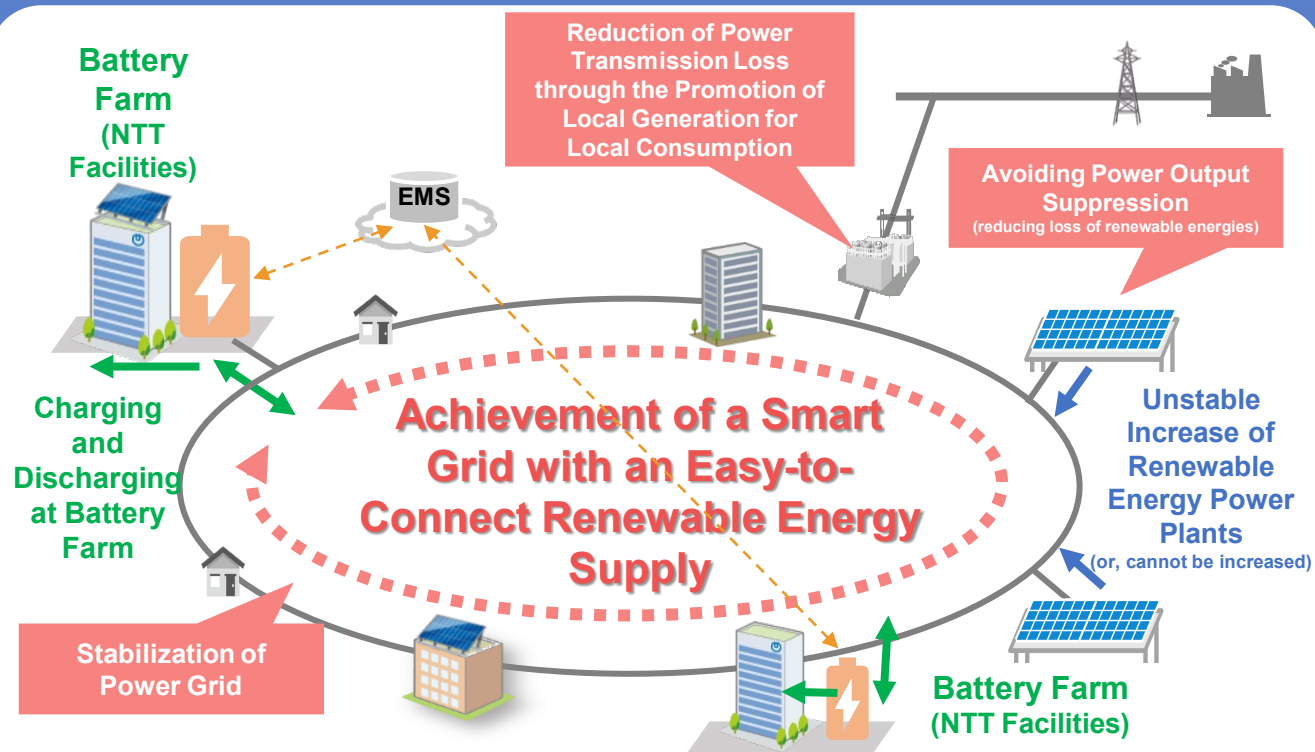 Battery
Farm
(NTT
Facilities)
Reduction of Power
Transmission Loss
through the Promotion of
Local Generation for
Local Consumption
EMS
Avoiding Power Output
Suppression
(reducing loss of renewable energies)
Charging
and
Discharging
at Battery
Farm
Achievement of a Smart
Grid with an Easy-to-
Connect Renewable Energy
Supply
Unstable
Increase of
Renewable
Energy Power
Plants
(or, cannot be increased)
Stabilization of
Power Grid
Battery Farm
(NTT Facilities)